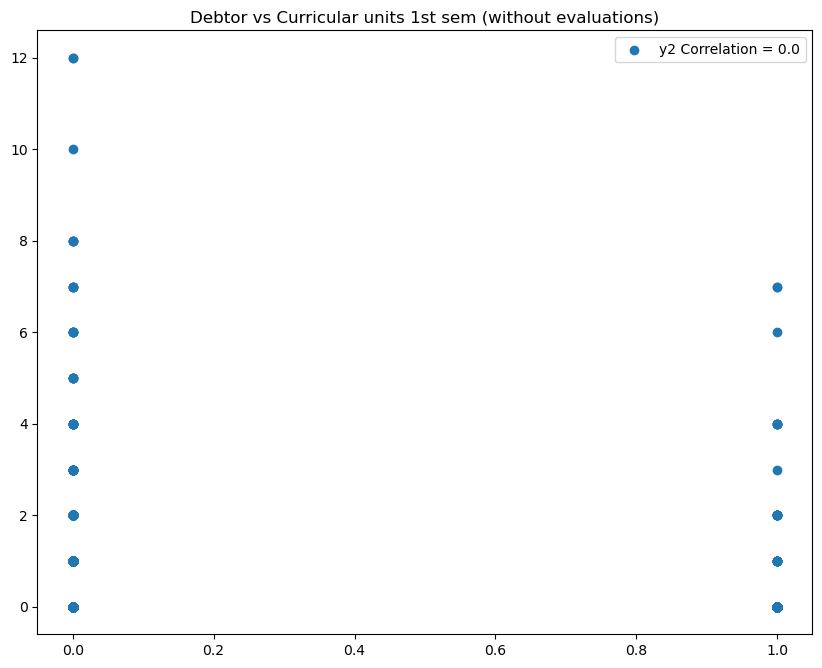 Debtor vs Curricular units 1st sem (without evaluations)
y2 Correlation = 0.0
12
10
8
6
4
2
0
0.0 0.2 0.4 0.6 0.8 1.0